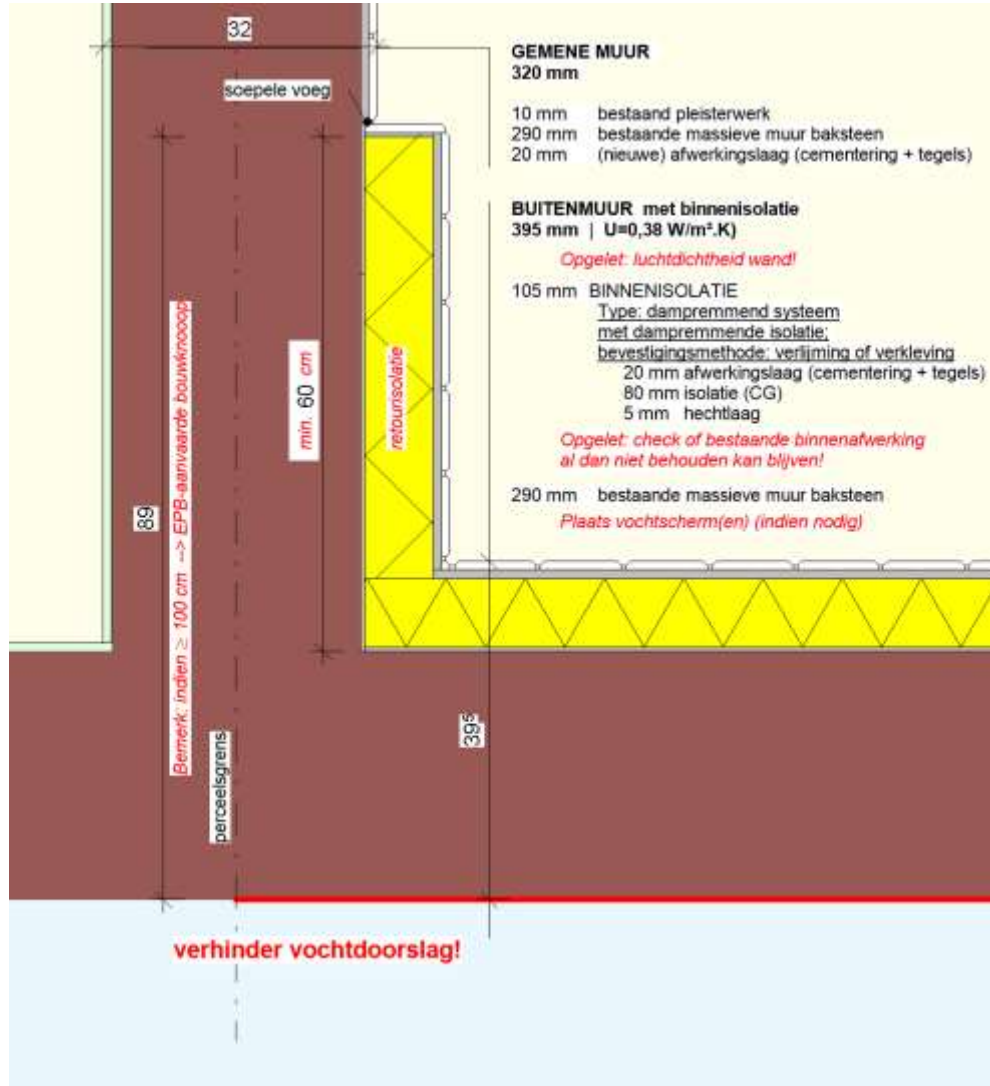 32
soepele voeg
GEMENE MUUR
320 mm
10 mm bestaand pleisterwerk
290 mm bestaande massieve muur baksteen
20 mm (nieuwe) afwerkingslaag (cementering + tegels)
BUITENMUUR met binnenisolatie
395 mm | U=0,38 W/m².K)
Opgelet: luchtdichtheid wand!
105 mm BINNENISOLATIE
Type: dampremmend systeem
met dampremmende isolatie;
bevestigingsmethode: verlijming of verkleving
20 mm afwerkingslaag (cementering + tegels)
80 mm isolatie (CG)
5 mm hechtlaag
Opgelet: check of bestaande binnenafwerking
al dan niet behouden kan blijven!
290 mm bestaande massieve muur baksteen
Plaats vochtscherm(en) (indien nodig)
89
Bemerk: indien ≥ 100 cm --> EPB-aanvaarde bouwknoop
min. 60 cm
retourisolatie
perceelsgrens
39⁵
verhinder vochtdoorslag!